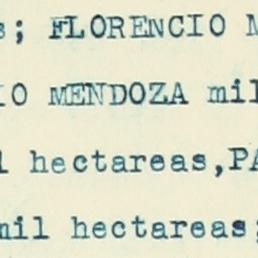 s; FLORENCIO M
IO MENDOZA mil
l hectareas,PA
mil hectareas;